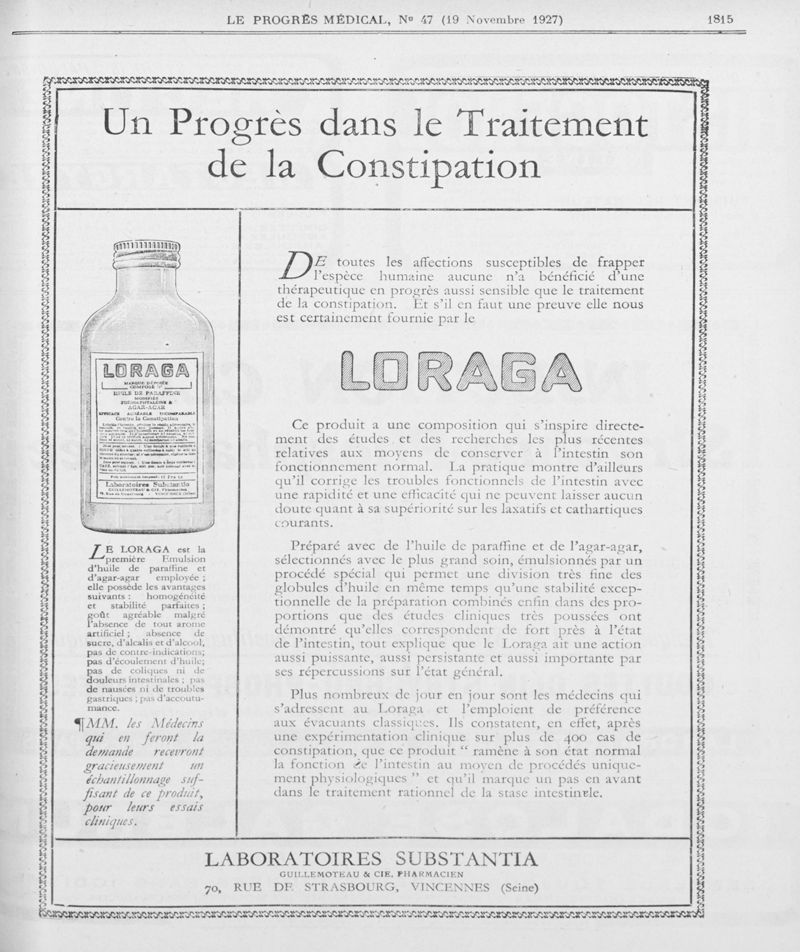 LE PROGRÈS MÉDICAL, Nº 47 (19 Novembre 1927)
1815
Un Progrès dans le Traitement
de la Constipation
LORAGA
MARQUE DÉPOSÉE
HUILE DE PARAFFINE
AGAR-AGAR
EFFICACE AGRÉABLE INCOMPARABLE
Contre la Constipation
Laboratoires Substantia
GUILLEMOTEAU & CIE, Pharmacien
LE LORAGA est la
première Emulsion
d'huile de paraffine et
d'agar-agar employée ;
elle possède les avantages
suivants : homogénéité
et stabilité parfaites ;
goût agréable malgré
l'absence de tout arome
artificiel ; absence de
sucre, d'alcalis et d'alcool,
pas de contre-indications;
pas d'écoulement d'huile;
pas de coliques ni de
douleurs intestinales ; pas
de nausées ni de troubles
gastriques ; pas d'accoutu-
mance.
¶ MM. les Médecins
qui en feront la
demande recevront
gracieusement un
échantillonnage suf-
fisant de ce produit,
pour leurs essais
cliniques.
DE toutes les affections susceptibles de frapper
l'espèce humaine aucune n'a bénéficié d'une
thérapeutique en progrès aussi sensible que le traitement
de la constipation. Et s'il en faut une preuve elle nous
est certainement fournie par le
LORAGA
Ce produit a une composition qui s'inspire directe-
ment des études et des recherches les plus récentes
relatives aux moyens de conserver à l'intestin son
fonctionnement normal. La pratique montre d'ailleurs
qu'il corrige les troubles fonctionnels de l'intestin avec
une rapidité et une efficacité qui ne peuvent laisser aucun
doute quant à sa supériorité sur les laxatifs et cathartiques
courants.
Préparé avec de l'huile de paraffine et de l'agar-agar,
sélectionnés avec le plus grand soin, émulsionnés par un
procédé spécial qui permet une division très fine des
globules d'huile en même temps qu'une stabilité excep-
tionnelle de la préparation combinés enfin dans des pro-
portions que des études cliniques très poussées ont
démontré qu'elles correspondent de fort près à l'état
de l'intestin, tout explique que le Loraga ait une action
aussi puissante, aussi persistante et aussi importante par
ses répercussions sur l'état général.
Plus nombreux de jour en jour sont les médecins qui
s'adressent au Loraga et l'emploient de préférence
aux évacuants classiques. Ils constatent, en effet, après
une expérimentation clinique sur plus de 400 cas de
constipation, que ce produit " ramène à son état normal
la fonction de l'intestin au moyen de procédés unique-
ment physiologiques " et qu'il marque un pas en avant
dans le traitement rationnel de la stase intestinale.
LABORATOIRES SUBSTANTIA
GUILLEMOTEAU & CIE, PHARMACIEN
70, RUE DE STRASBOURG, VINCENNES (Seine)